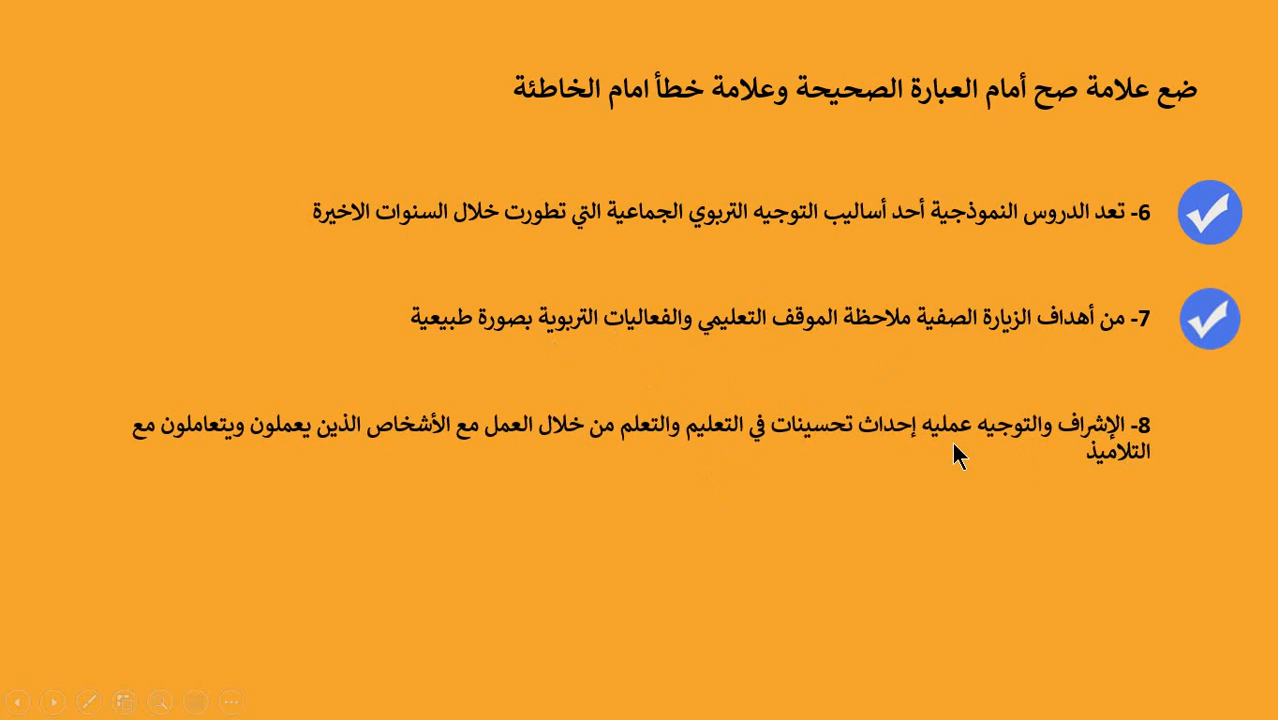 ضع علامة صح أمام العبارة الصحيحة وعلامة خطأ امام الخاطئة
6- تعد الدروس النموذجية أحد أساليب التوجيه التربوي الجماعية التي تطورت خلال السنوات الاخيرة
7- من أهداف الزيارة الصفية ملاحظة الموقف التعليمي والفعاليات التربوية بصورة طبيعية
8- الإشراف والتوجيه عمليه إحداث تحسينات في التعليم والتعلم من خلال العمل مع الأشخاص الذين يعملون ويتعاملون مع
التلاميذ